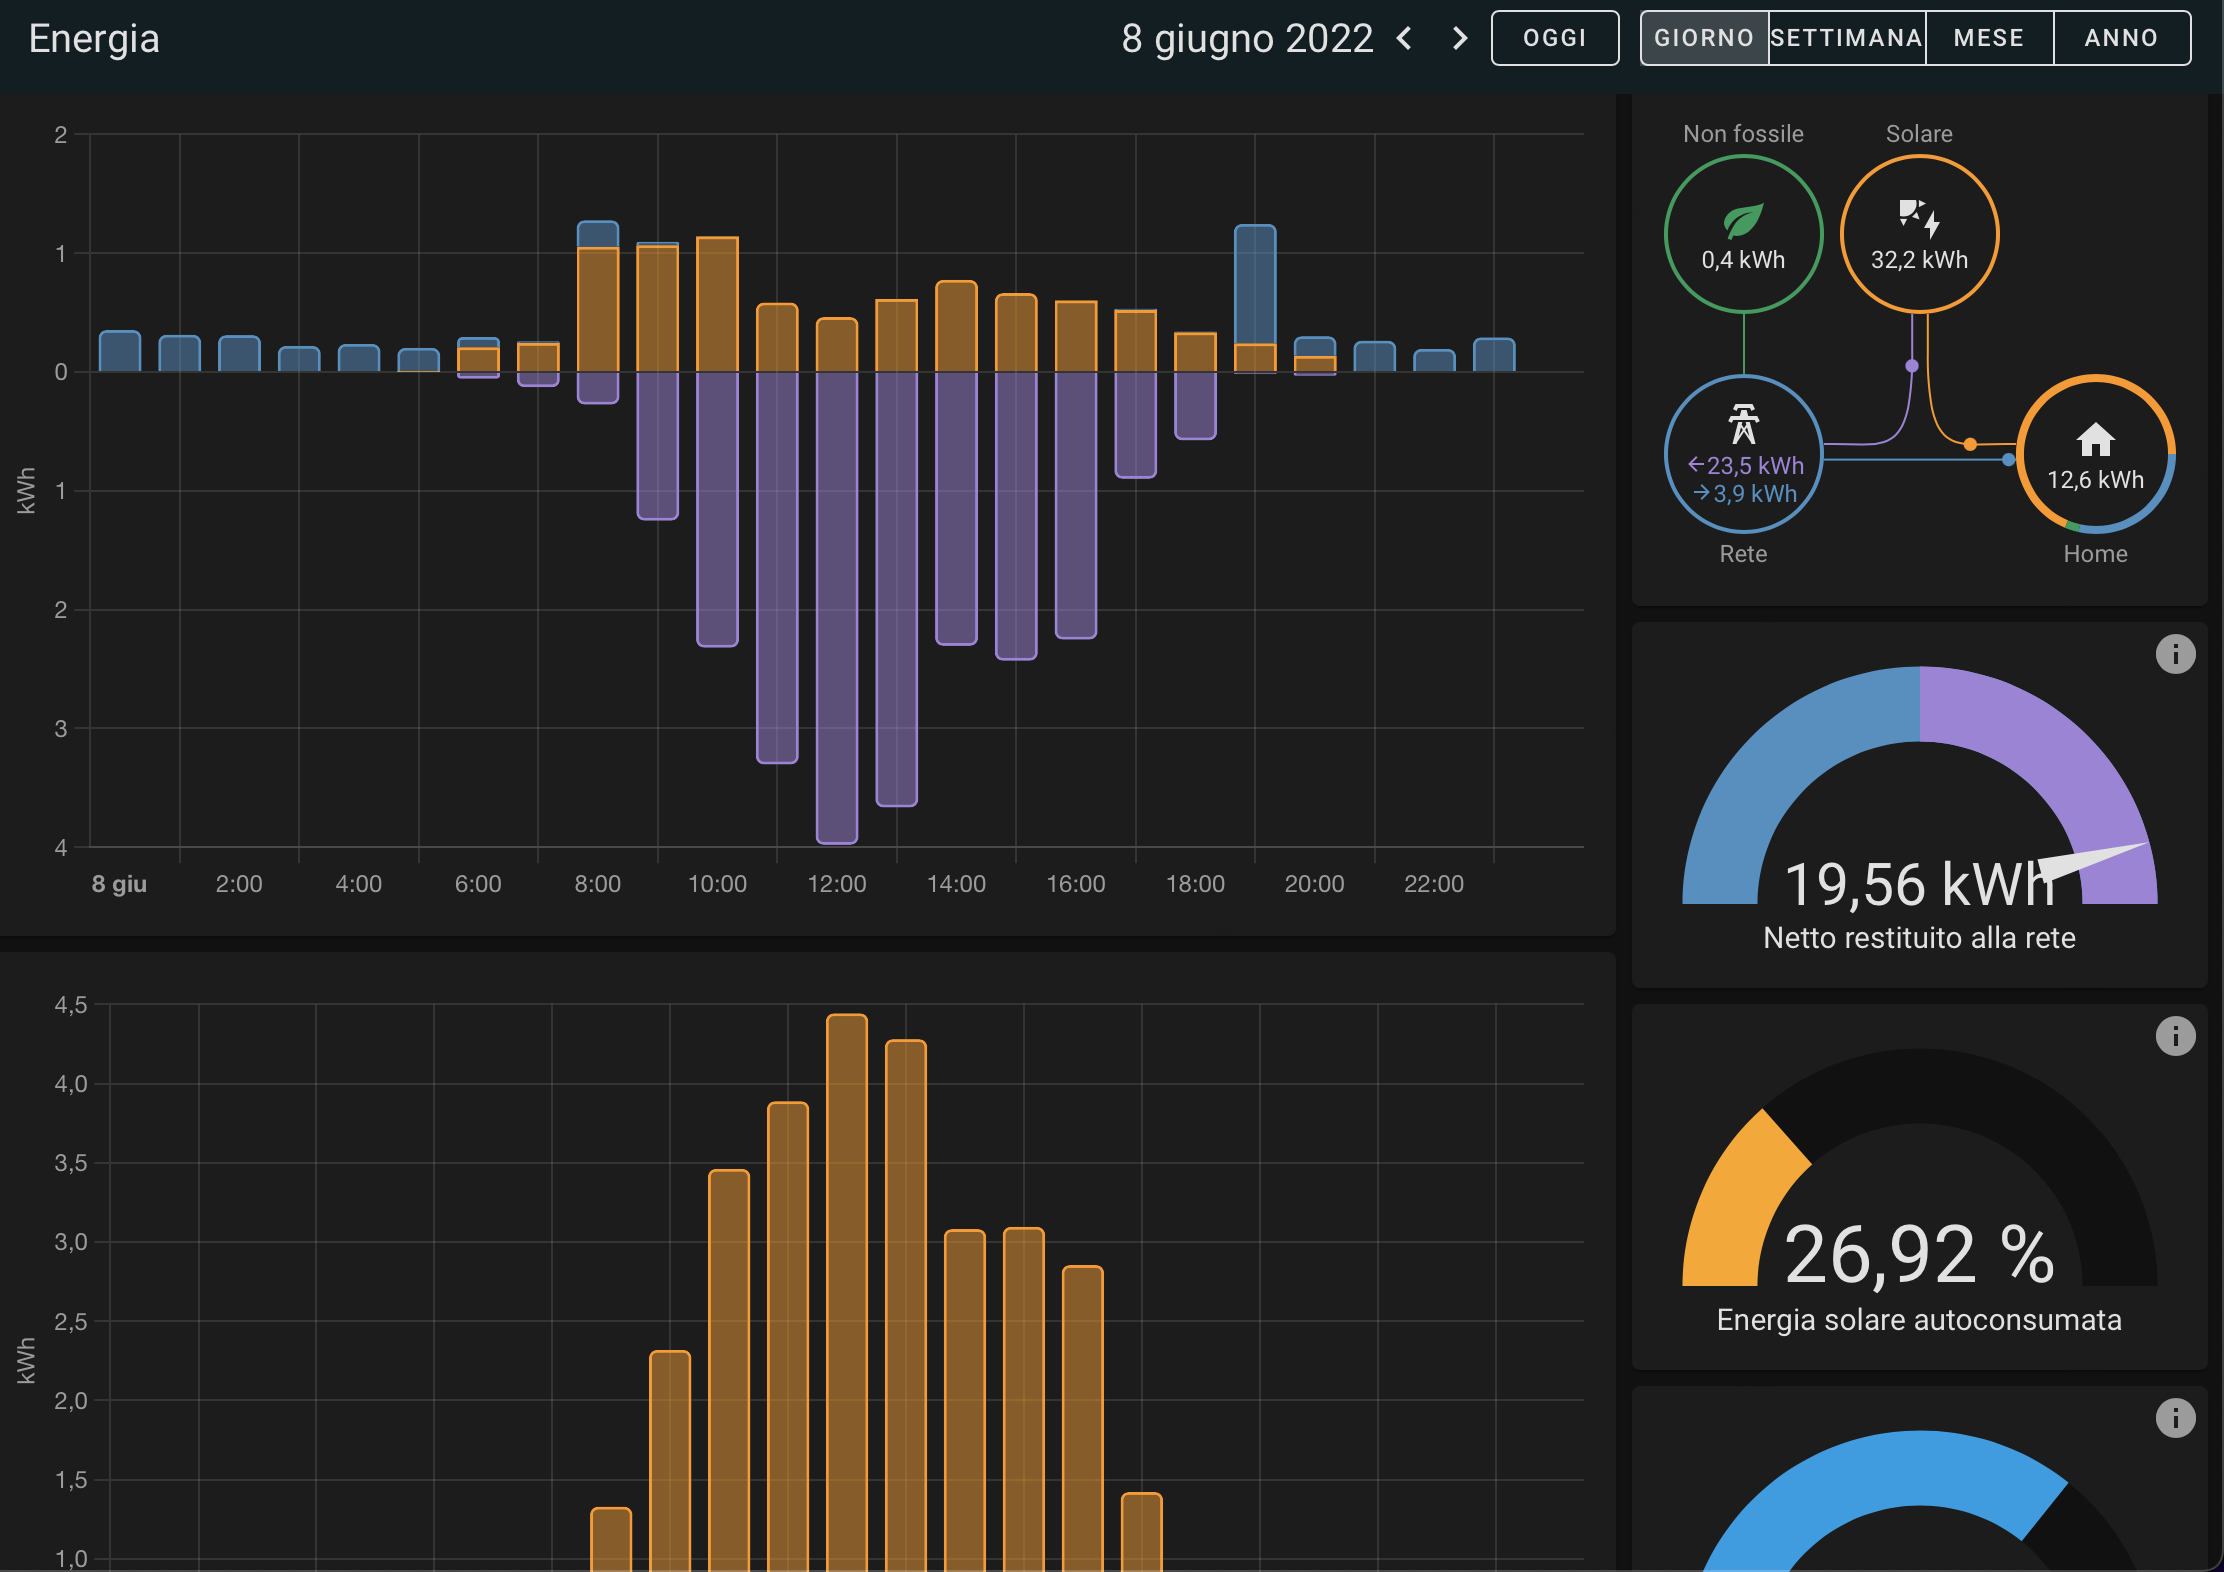 Energia
8 giugno 2022
OGGI
GIORNO
SETTIMANA
MESE
ANNO
2
1
0
1
2
3
4
kWh
8 giu
2:00
4:00
6:00
8:00
10:00
12:00
14:00
16:00
18:00
20:00
22:00
4,5
4,0
3,5
3,0
2,5
2,0
1,5
1,0
kWh
Non fossile
Solare
0,4 kWh
32,2 kWh
←23,5 kWh
→3,9 kWh
12,6 kWh
Rete
Home
19,56 kWh
Netto restituito alla rete
26,92 %
Energia solare autoconsumata